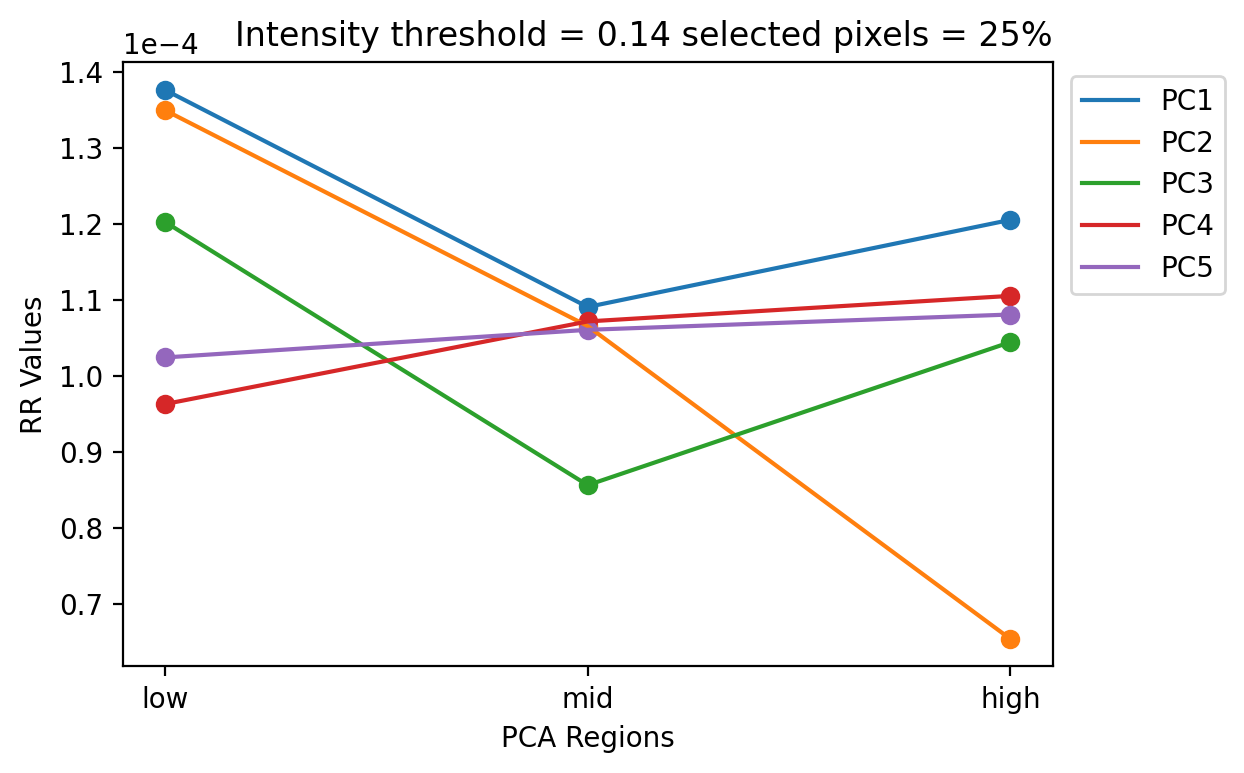 Intensity threshold = 0.14 selected pixels = 25%
1e−4
1.4
1.3
1.2
1.1
1.0
0.9
0.8
0.7
RR Values
low mid high
PCA Regions
PC1
PC2
PC3
PC4
PC5